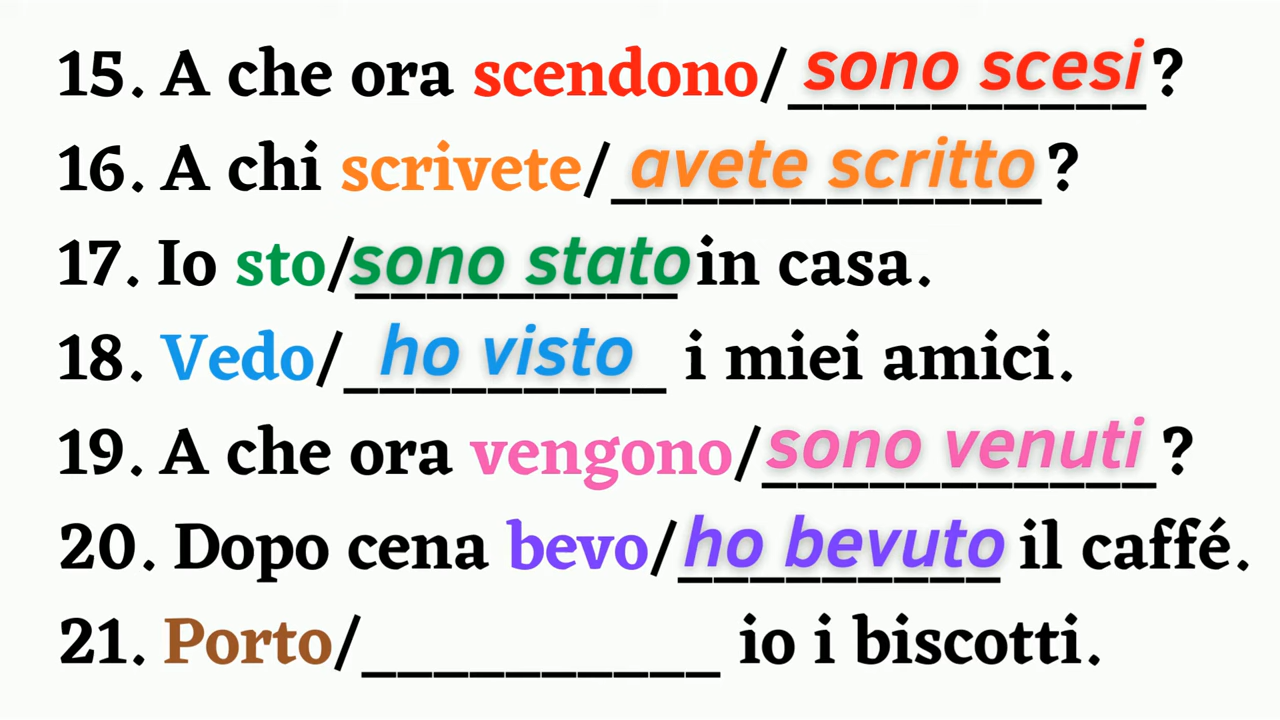 15. A che ora scendono/sono scesi?
16. A chi scrivete/avete scritto?
17. Io sto/sono stato in casa.
18. Vedo/ho visto i miei amici.
19. A che ora vengono/sono venuti?
20. Dopo cena bevo/ho bevuto il caffé.
21. Porto/__________ io i biscotti.